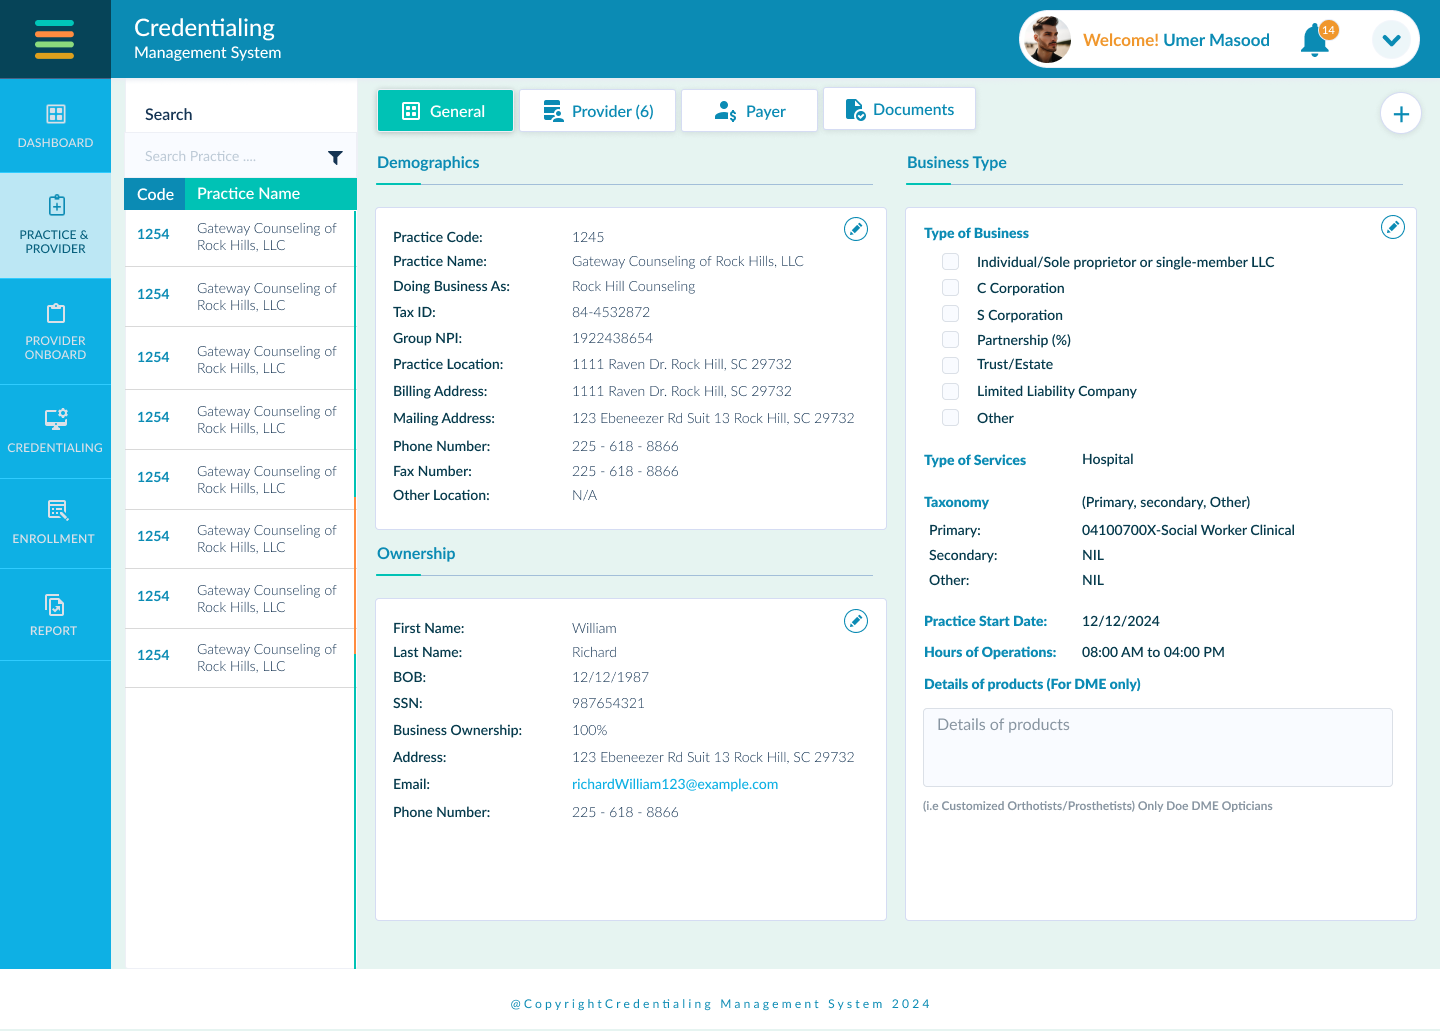 Credentialing
Management System
Welcome! Umer Masood
14
DASHBOARD
PRACTICE &
PROVIDER
PROVIDER
ONBOARD
CREDENTIALING
ENROLLMENT
REPORT
Search
Search Practice ....
Code Practice Name
1254 Gateway Counseling of
Rock Hills, LLC
1254 Gateway Counseling of
Rock Hills, LLC
1254 Gateway Counseling of
Rock Hills, LLC
1254 Gateway Counseling of
Rock Hills, LLC
1254 Gateway Counseling of
Rock Hills, LLC
1254 Gateway Counseling of
Rock Hills, LLC
1254 Gateway Counseling of
Rock Hills, LLC
1254 Gateway Counseling of
Rock Hills, LLC
General Provider (6) Payer Documents
Demographics
Practice Code: 1245
Practice Name: Gateway Counseling of Rock Hills, LLC
Doing Business As: Rock Hill Counseling
Tax ID: 84-4532872
Group NPI: 1922438654
Practice Location: 1111 Raven Dr. Rock Hill, SC 29732
Billing Address: 1111 Raven Dr. Rock Hill, SC 29732
Mailing Address: 123 Ebeneezer Rd Suit 13 Rock Hill, SC 29732
Phone Number: 225 - 618 - 8866
Fax Number: 225 - 618 - 8866
Other Location: N/A
Ownership
First Name: William
Last Name: Richard
BOB: 12/12/1987
SSN: 987654321
Business Ownership: 100%
Address: 123 Ebeneezer Rd Suit 13 Rock Hill, SC 29732
Email: richardWilliam123@example.com
Phone Number: 225 - 618 - 8866
Business Type
Type of Business
Individual/Sole proprietor or single-member LLC
C Corporation
S Corporation
Partnership (%)
Trust/Estate
Limited Liability Company
Other
Type of Services Hospital
Taxonomy (Primary, secondary, Other)
Primary: 04100700X-Social Worker Clinical
Secondary: NIL
Other: NIL
Practice Start Date: 12/12/2024
Hours of Operations: 08:00 AM to 04:00 PM
Details of products (For DME only)
Details of products
(i.e Customized Orthotists/Prosthetists) Only Doe DME Opticians
@CopyrightCredentialing Management System 2024